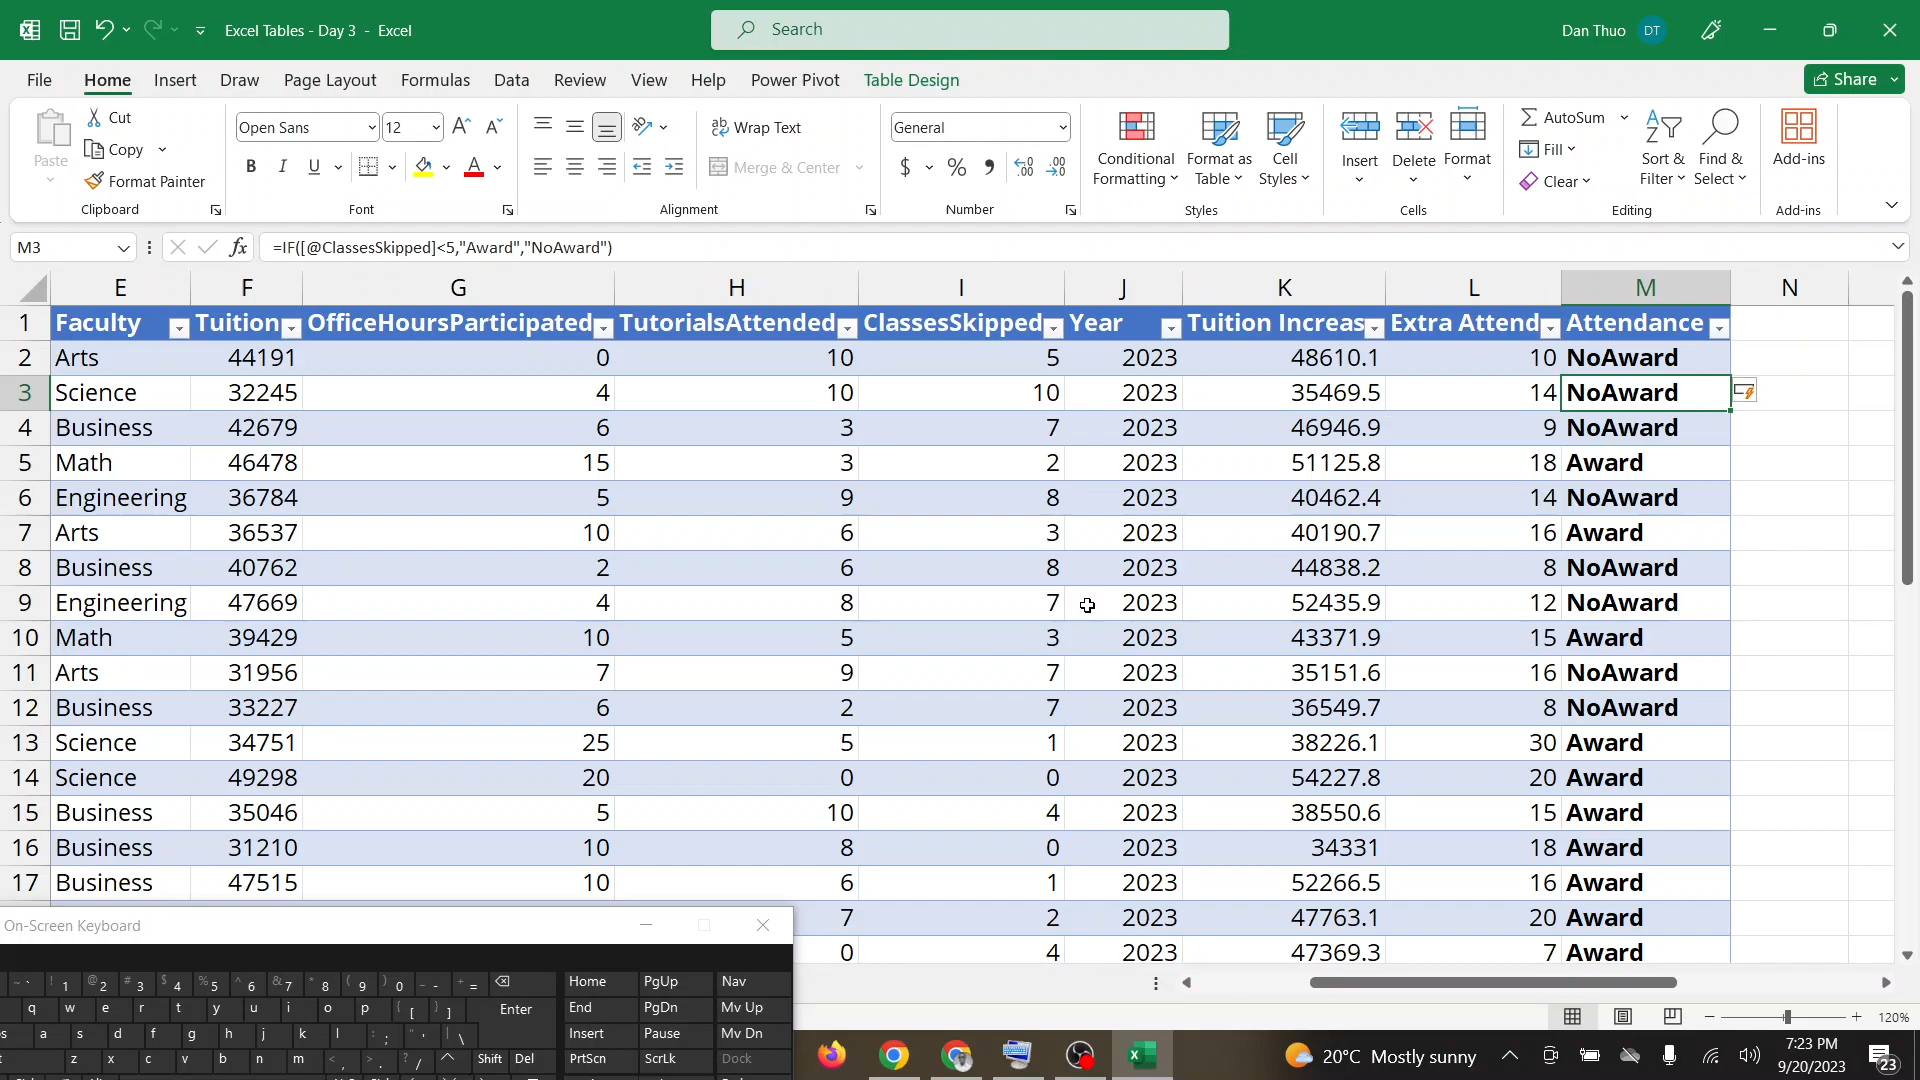 Excel Tables - Day 3 - Excel
Search
Dan Thuo DT
File Home Insert Draw Page Layout Formulas Data Review View Help Power Pivot Table Design
Share
Paste
Cut
Copy
Format Painter
Clipboard
Open Sans 12
B I U
Font
Wrap Text
Merge & Center
Alignment
General
$ %
Number
Conditional Formatting
Format as Table
Cell Styles
Styles
Insert
Delete
Format
Cells
AutoSum
Fill
Clear
Sort & Filter
Find & Select
Editing
Add-ins
Add-ins
M3 fx =IF([@ClassesSkipped]<5,"Award","NoAward")
E F G H I J K L M N
1 Faculty Tuition OfficeHoursParticipated TutorialsAttended ClassesSkipped Year Tuition Increas Extra Attend Attendance
2 Arts 44191 0 10 5 2023 48610.1 10 NoAward
3 Science 32245 4 10 10 2023 35469.5 14 NoAward
4 Business 42679 6 3 7 2023 46946.9 9 NoAward
5 Math 46478 15 3 2 2023 51125.8 18 Award
6 Engineering 36784 5 9 8 2023 40462.4 14 NoAward
7 Arts 36537 10 6 3 2023 40190.7 16 Award
8 Business 40762 2 6 8 2023 44838.2 8 NoAward
9 Engineering 47669 4 8 7 2023 52435.9 12 NoAward
10 Math 39429 10 5 3 2023 43371.9 15 Award
11 Arts 31956 7 9 7 2023 35151.6 16 NoAward
12 Business 33227 6 2 7 2023 36549.7 8 NoAward
13 Science 34751 25 5 1 2023 38226.1 30 Award
14 Science 49298 20 0 0 2023 54227.8 20 Award
15 Business 35046 5 10 4 2023 38550.6 15 Award
16 Business 31210 10 8 0 2023 34331 18 Award
17 Business 47515 10 6 1 2023 52266.5 16 Award
7 2 2023 47763.1 20 Award
0 4 2023 47369.3 7 Award
On-Screen Keyboard
~ ` ! 1 @ 2 # 3 $ 4 % 5 ^ 6 & 7 * 8 ( 9 ) 0 _ - + = Home PgUp Nav
q w e r t y u i o p { [ } ] Enter End PgDn Mv Up
a s d f g h j k l : ; " ' | \ Insert Pause Mv Dn
z x c v b n m < , > . ? / Shift Del PrtScn ScrLk Dock
120%
20°C Mostly sunny
7:23 PM
9/20/2023
23